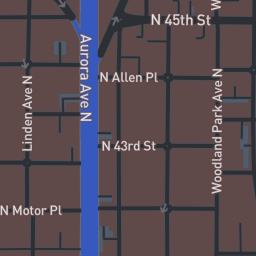 N 45th St
W
Aurora Ave N
N Allen Pl
Linden Ave N
Woodland Park Ave N
N 43rd St
N Motor Pl
W